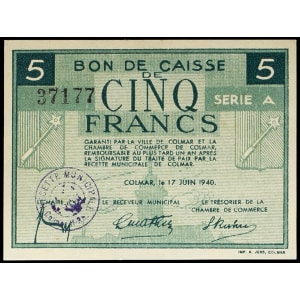 5 BON DE CAISSE 5
DE
37177 CINQ
FRANCS SERIE A
GARANTI PAR LA VILLE DE COLMAR ET LA
CHAMBRE DE COMMERCE DE COLMAR,
REMBOURSABLE AU PLUS TARD UN AN APRÈS
LA SIGNATURE DU TRAITÉ DE PAIX PAR LA
RECETTE MUNICIPALE DE COLMAR.
COLMAR, LE 17 JUIN 1940.
LE MAIRE LE RECEVEUR MUNICIPAL LE TRÉSORIER DE LA
CHAMBRE DE COMMERCE
RECETTE MUNICIPALE
IMP. A. JESS, COLMAR